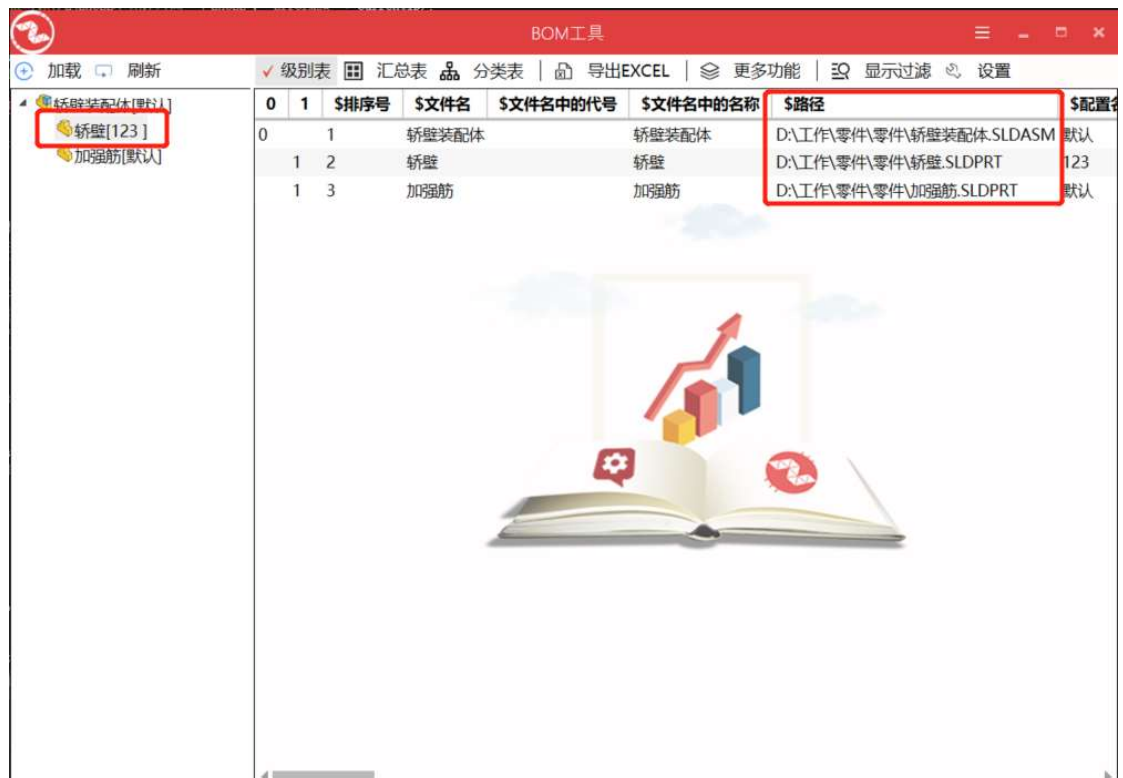 BOM工具
加载 刷新 级别表 汇总表 分类表 导出EXCEL 更多功能 显示过滤 设置
轿壁装配体[默认]
轿壁[123 ]
加强筋[默认]
0 1 $排序号 $文件名 $文件名中的代号 $文件名中的名称 $路径 $配置名
0 1 轿壁装配体 轿壁装配体 D:\工作\零件\零件\轿壁装配体.SLDASM 默认
1 2 轿壁 轿壁 D:\工作\零件\零件\轿壁.SLDPRT 123
1 3 加强筋 加强筋 D:\工作\零件\零件\加强筋.SLDPRT 默认